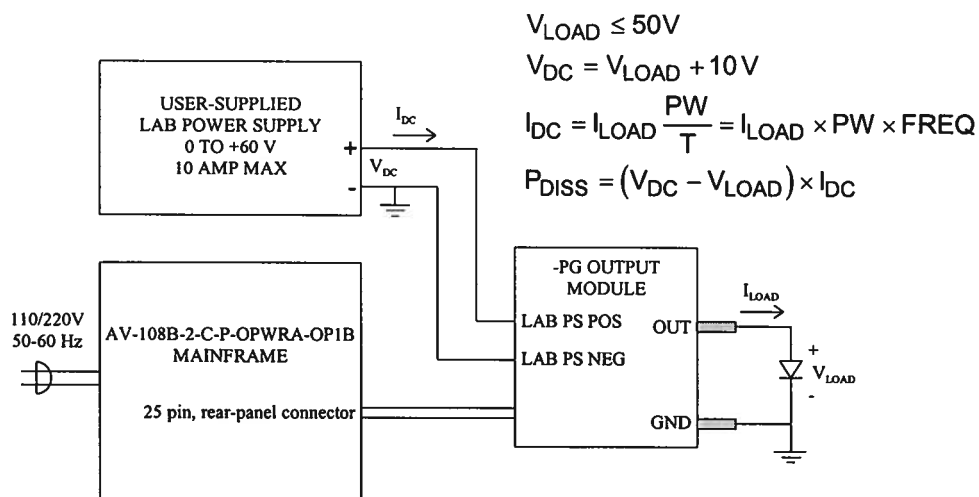 USER-SUPPLIED
LAB POWER SUPPLY
0 TO +60 V
10 AMP MAX
+
-
I_DC
V_DC
V_LOAD ≤ 50V
V_DC = V_LOAD + 10 V
I_DC = I_LOAD PW/T = I_LOAD × PW × FREQ
P_DISS = (V_DC − V_LOAD) × I_DC
110/220V
50-60 Hz
AV-108B-2-C-P-OPWRA-OP1B
MAINFRAME
25 pin, rear-panel connector
-PG OUTPUT
MODULE
LAB PS POS
LAB PS NEG
OUT
GND
I_LOAD
+
V_LOAD
-